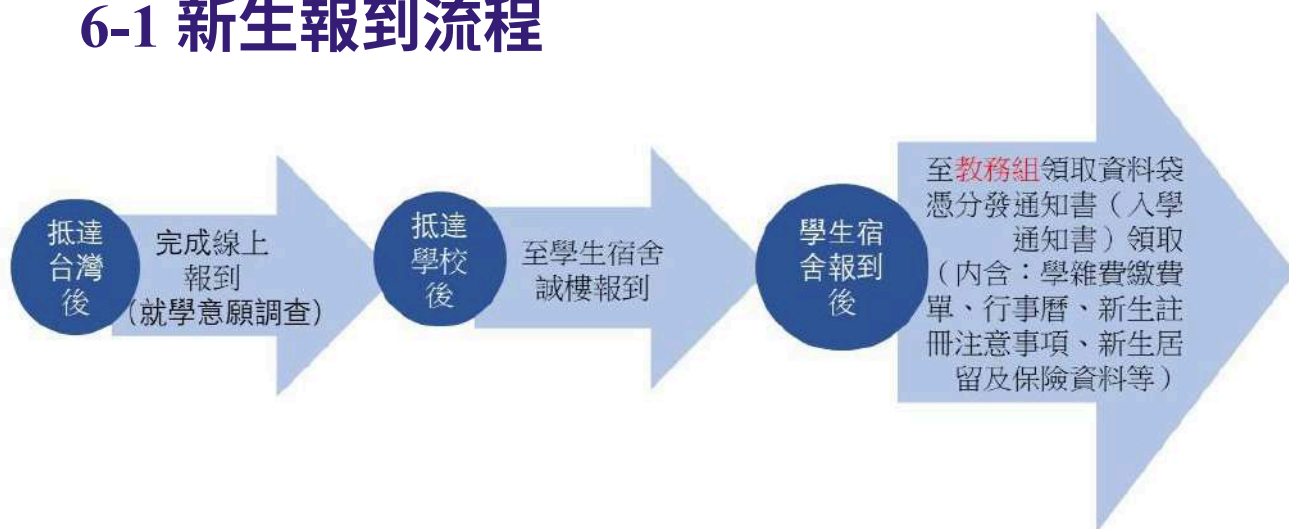 6-1 新生報到流程
抵達
台灣
後
完成線上
報到
(就學意願調查)
抵達
學校
後
至學生宿舍
誠樓報到
學生宿
舍報到
後
至教務組領取資料袋
憑分發通知書（入學
通知書）領取
（內含：學雜費繳費
單、行事曆、新生註
冊注意事項、新生居
留及保險資料等）